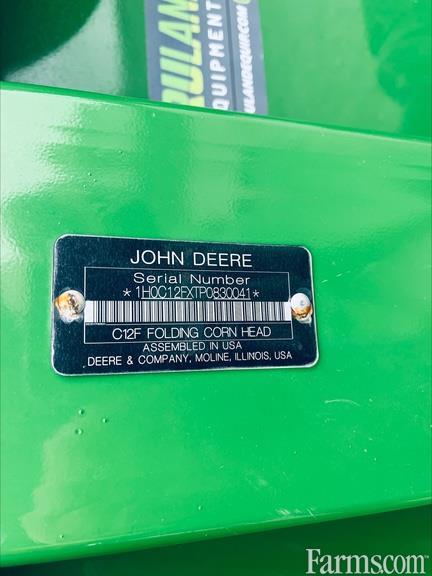 EQUIPMENT
JOHN DEERE
Serial Number
*1H0C12FXTP0830041*
C12F FOLDING CORN HEAD
ASSEMBLED IN USA
DEERE & COMPANY, MOLINE, ILLINOIS, USA
Farms.com